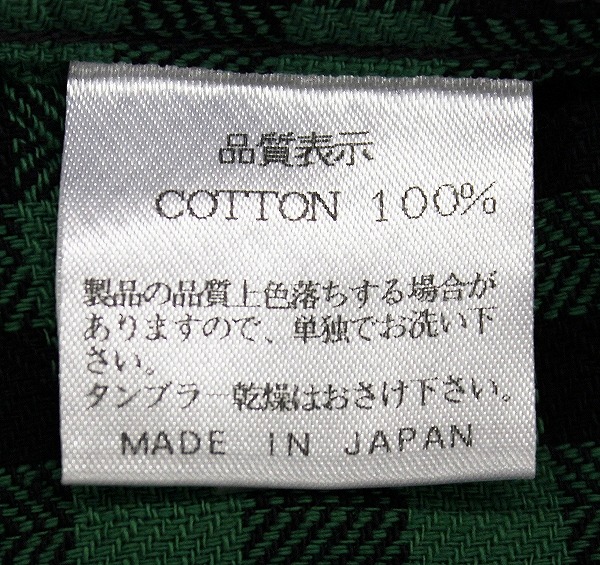 品質表示
COTTON 100%
製品の品質上色落ちする場合が
ありますので、単独でお洗い下
さい。
タンブラー乾燥はおさけ下さい。
MADE IN JAPAN